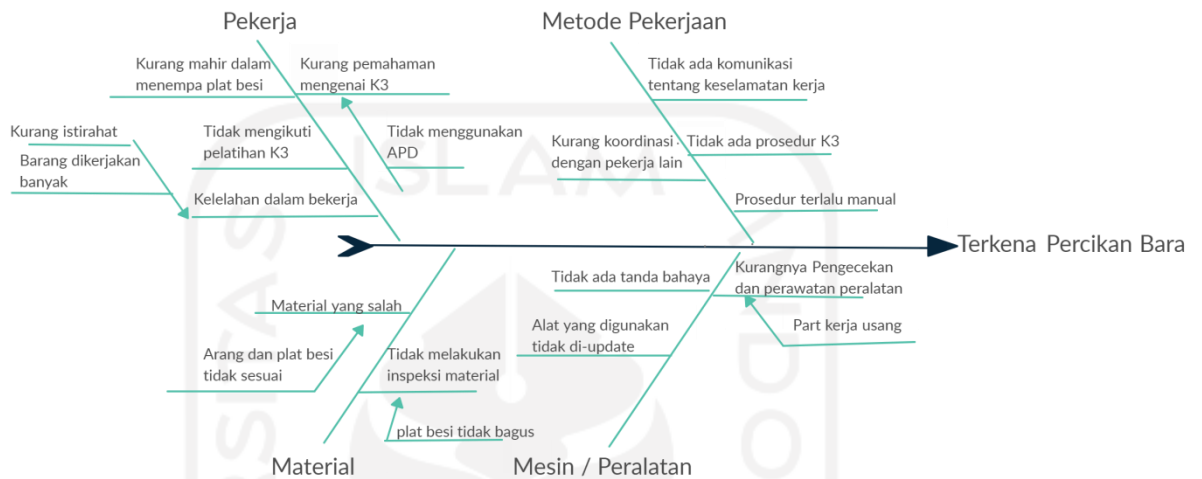 Pekerja
Metode Pekerjaan
Kurang mahir dalam
menempa plat besi
Kurang pemahaman
mengenai K3
Kurang istirahat
Barang dikerjakan
banyak
Tidak mengikuti
pelatihan K3
Tidak menggunakan
APD
Kelelahan dalam bekerja
Tidak ada komunikasi
tentang keselamatan kerja
Kurang koordinasi
dengan pekerja lain
Tidak ada prosedur K3
Prosedur terlalu manual
Terkena Percikan Bara
Material yang salah
Arang dan plat besi
tidak sesuai
Tidak melakukan
inspeksi material
plat besi tidak bagus
Material
Tidak ada tanda bahaya
Kurangnya Pengecekan
dan perawatan peralatan
Alat yang digunakan
tidak di-update
Part kerja usang
Mesin / Peralatan
ISLAM